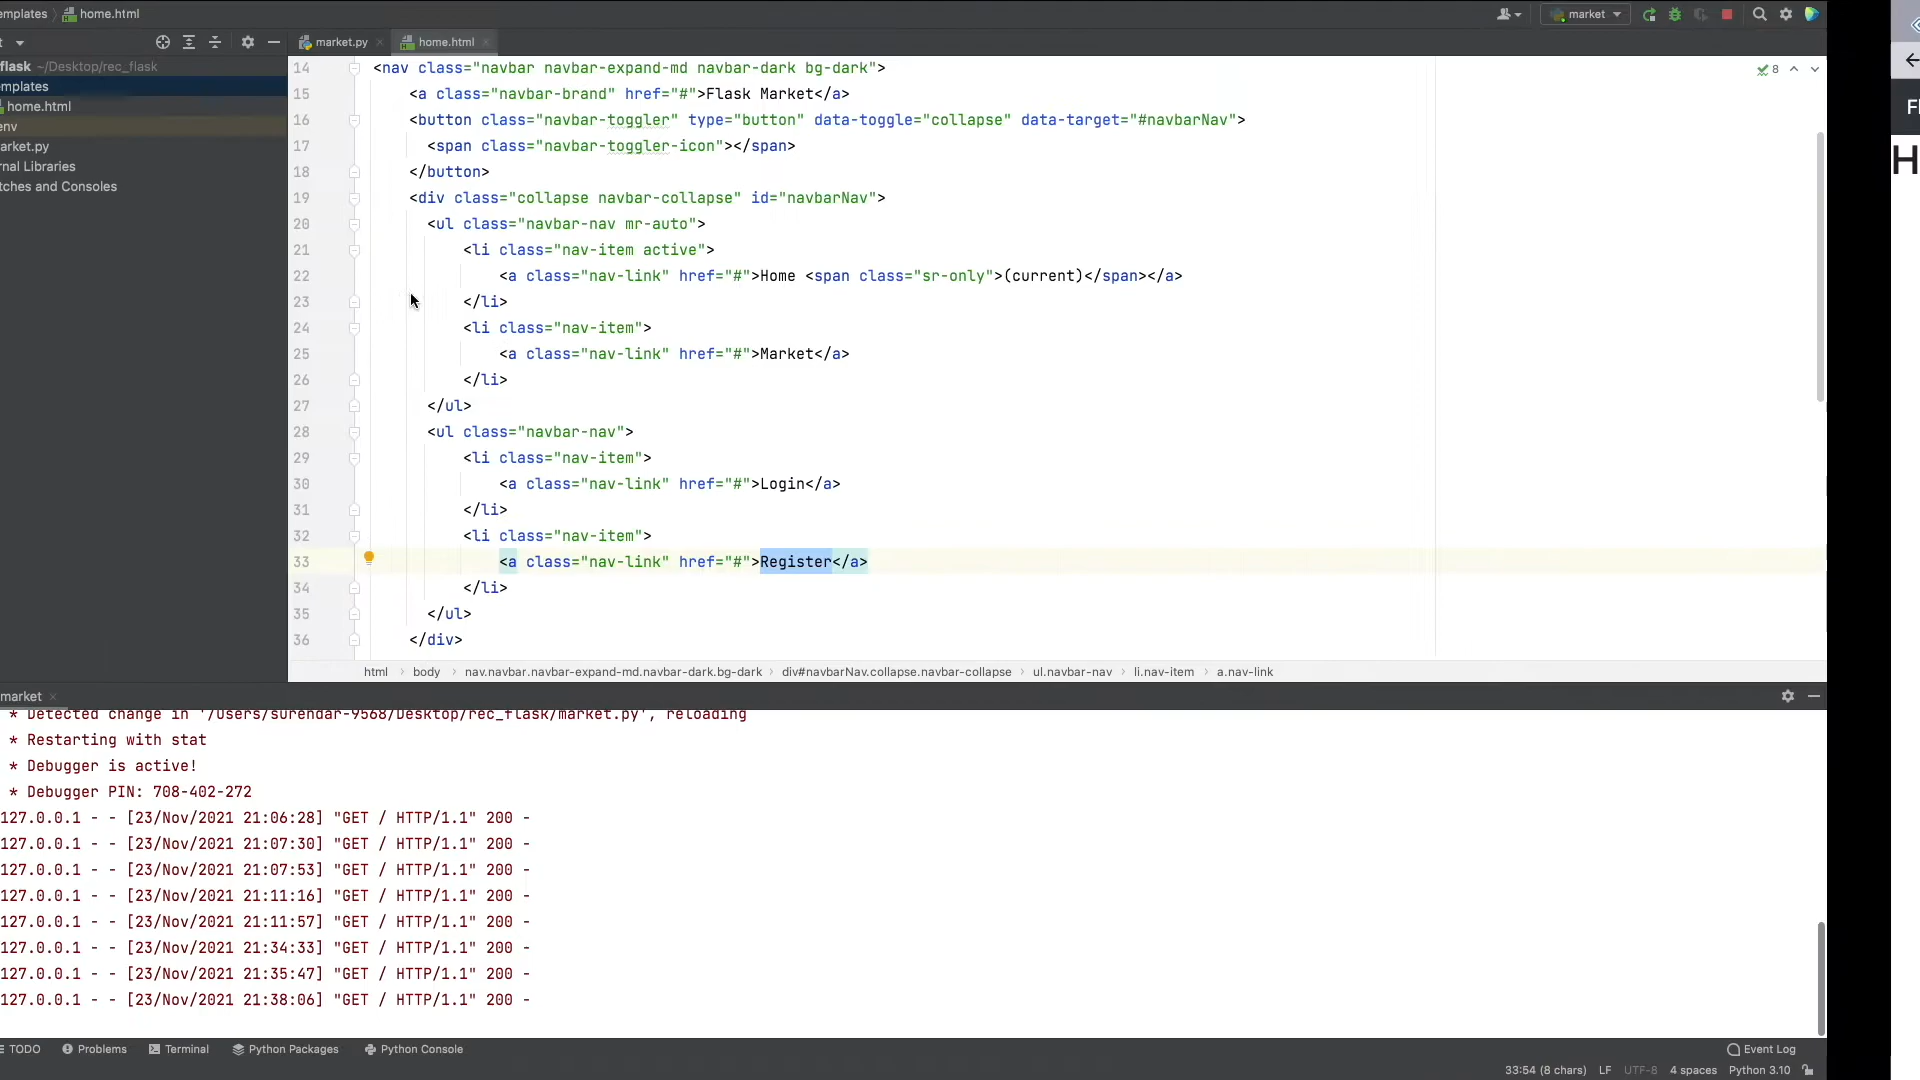 emplates home.html
market
market.py home.html
flask ~/Desktop/rec_flask
emplates
home.html
env
arket.py
rnal Libraries
tches and Consoles
8
14 <nav class="navbar navbar-expand-md navbar-dark bg-dark">
15 <a class="navbar-brand" href="#">Flask Market</a>
16 <button class="navbar-toggler" type="button" data-toggle="collapse" data-target="#navbarNav">
17 <span class="navbar-toggler-icon"></span>
18 </button>
19 <div class="collapse navbar-collapse" id="navbarNav">
20 <ul class="navbar-nav mr-auto">
21 <li class="nav-item active">
22 <a class="nav-link" href="#">Home <span class="sr-only">(current)</span></a>
23 </li>
24 <li class="nav-item">
25 <a class="nav-link" href="#">Market</a>
26 </li>
27 </ul>
28 <ul class="navbar-nav">
29 <li class="nav-item">
30 <a class="nav-link" href="#">Login</a>
31 </li>
32 <li class="nav-item">
33 <a class="nav-link" href="#">Register</a>
34 </li>
35 </ul>
36 </div>
html body nav.navbar.navbar-expand-md.navbar-dark.bg-dark div#navbarNav.collapse.navbar-collapse ul.navbar-nav li.nav-item a.nav-link
market
* Detected change in '/Users/surendar-9568/Desktop/rec_flask/market.py', reloading
* Restarting with stat
* Debugger is active!
* Debugger PIN: 708-402-272
127.0.0.1 - - [23/Nov/2021 21:06:28] "GET / HTTP/1.1" 200 -
127.0.0.1 - - [23/Nov/2021 21:07:30] "GET / HTTP/1.1" 200 -
127.0.0.1 - - [23/Nov/2021 21:07:53] "GET / HTTP/1.1" 200 -
127.0.0.1 - - [23/Nov/2021 21:11:16] "GET / HTTP/1.1" 200 -
127.0.0.1 - - [23/Nov/2021 21:11:57] "GET / HTTP/1.1" 200 -
127.0.0.1 - - [23/Nov/2021 21:34:33] "GET / HTTP/1.1" 200 -
127.0.0.1 - - [23/Nov/2021 21:35:47] "GET / HTTP/1.1" 200 -
127.0.0.1 - - [23/Nov/2021 21:38:06] "GET / HTTP/1.1" 200 -
TODO Problems Terminal Python Packages Python Console Event Log
33:54 (8 chars) LF UTF-8 4 spaces Python 3.10
H